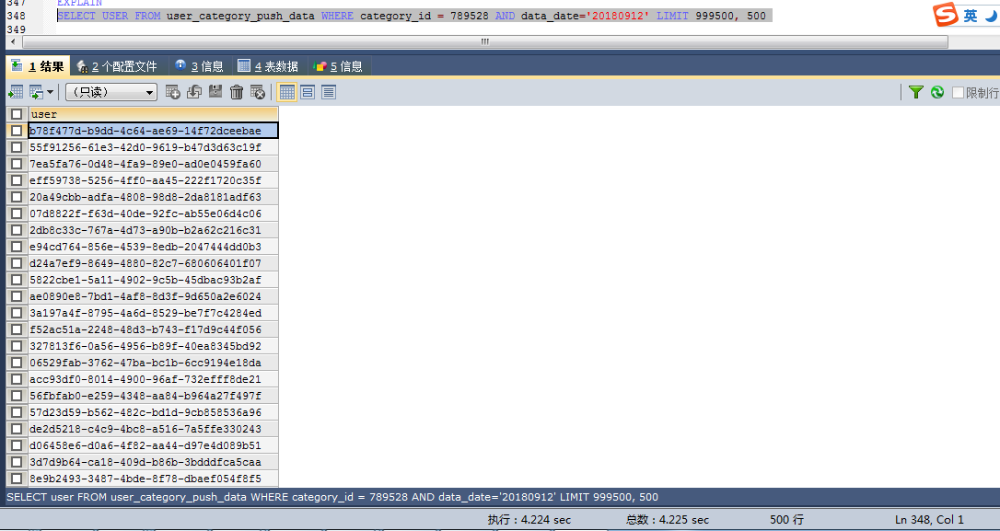 347 EXPLAIN
348 SELECT USER FROM user_category_push_data WHERE category_id = 789528 AND data_date='20180912' LIMIT 999500, 500
349
S 英
1 结果 2 个配置文件 3 信息 4 表数据 5 信息
（只读） 限制行
user
b78f477d-b9dd-4c64-ae69-14f72dceebae
55f91256-61e3-42d0-9619-b47d3d63c19f
7ea5fa76-0d48-4fa9-89e0-ad0e0459fa60
eff59738-5256-4ff0-aa45-222f1720c35f
20a49cbb-adfa-4808-98d8-2da8181adf63
07d8822f-f63d-40de-92fc-ab55e06d4c06
2db8c33c-767a-4d73-a90b-b2a62c216c31
e94cd764-856e-4539-8edb-2047444dd0b3
d24a7ef9-8649-4880-82c7-680606401f07
5822cbe1-5a11-4902-9c5b-45dbac93b2af
ae0890e8-7bd1-4af8-8d3f-9d650a2e6024
3a197a4f-8795-4a6d-8529-be7f7c4284ed
f52ac51a-2248-48d3-b743-f17d9c44f056
327813f6-0a56-4956-b89f-40ea8345bd92
06529fab-3762-47ba-bc1b-6cc9194e18da
acc93df0-8014-4900-96af-732efff8de21
56fbfab0-e259-4348-aa84-b964a27f497f
57d23d59-b562-482c-bd1d-9cb858536a96
de2d5218-c4c9-4bc8-a516-7a5ffe330243
d06458e6-d0a6-4f82-aa44-d97e4d089b51
3d7d9b64-ca18-409d-b86b-3bdddfca5caa
8e9b2493-3487-4bde-8f78-dbaef054f8f5
SELECT user FROM user_category_push_data WHERE category_id = 789528 AND data_date='20180912' LIMIT 999500, 500
执行：4.224 sec 总数：4.225 sec 500 行 Ln 348, Col 1